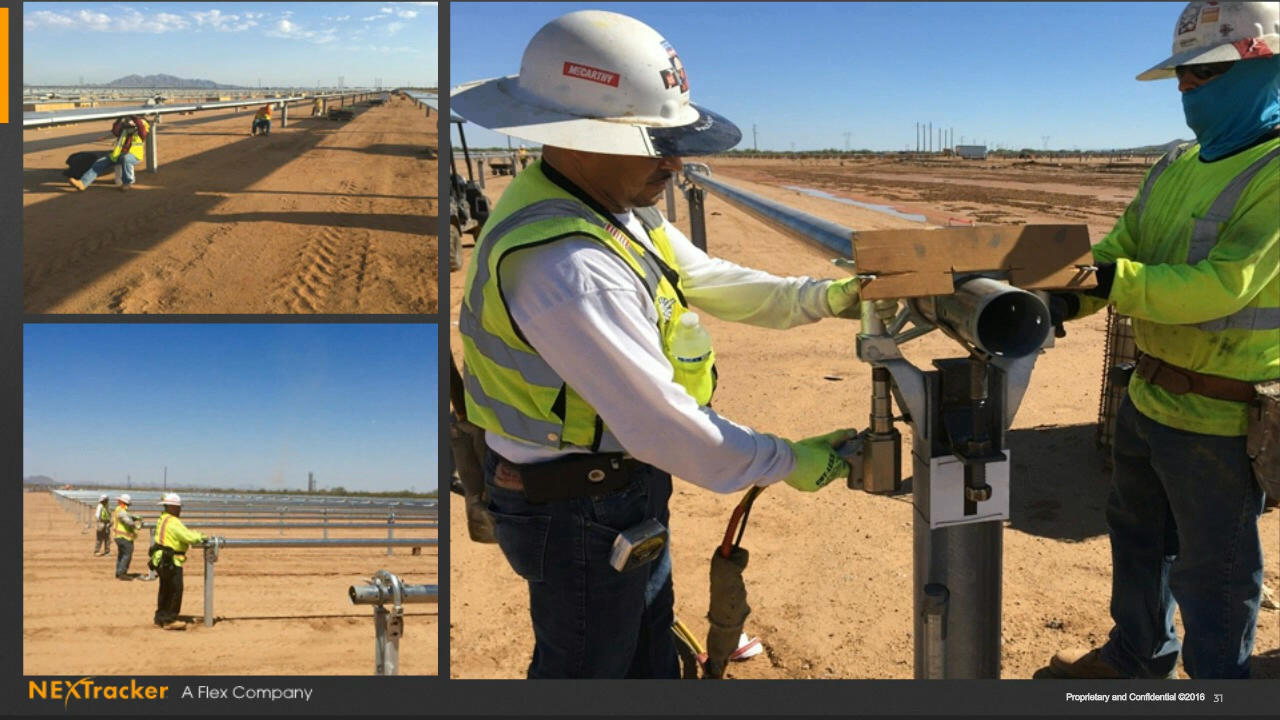 McCARTHY
NEXTracker A Flex Company
Proprietary and Confidential ©2016 31